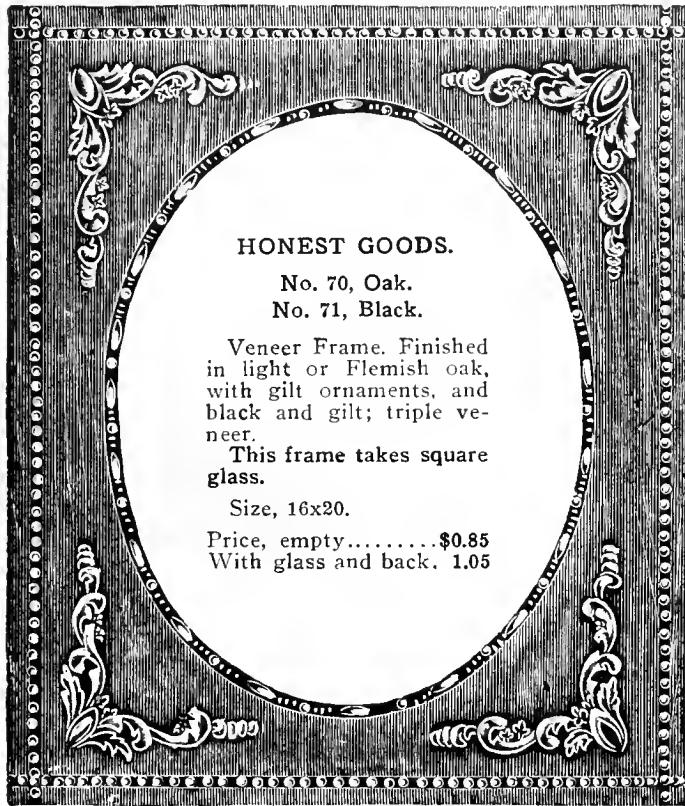 HONEST GOODS.
No. 70, Oak.
No. 71, Black.
Veneer Frame. Finished
in light or Flemish oak,
with gilt ornaments, and
black and gilt; triple ve-
neer.
This frame takes square
glass.
Size, 16x20.
Price, empty.........$0.85
With glass and back. 1.05